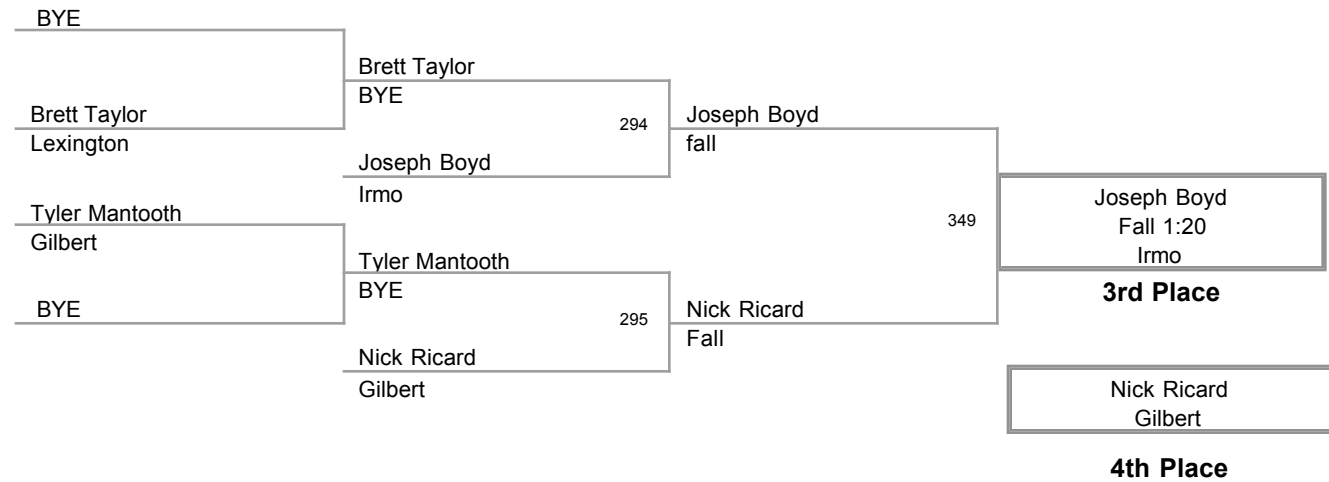 BYE
Brett Taylor
BYE
Brett Taylor
Lexington
294
Joseph Boyd
fall
Joseph Boyd
Irmo
Tyler Mantooth
Gilbert
349
Joseph Boyd
Fall 1:20
Irmo
3rd Place
Tyler Mantooth
BYE
BYE
295
Nick Ricard
Fall
Nick Ricard
Gilbert
Nick Ricard
Gilbert
4th Place